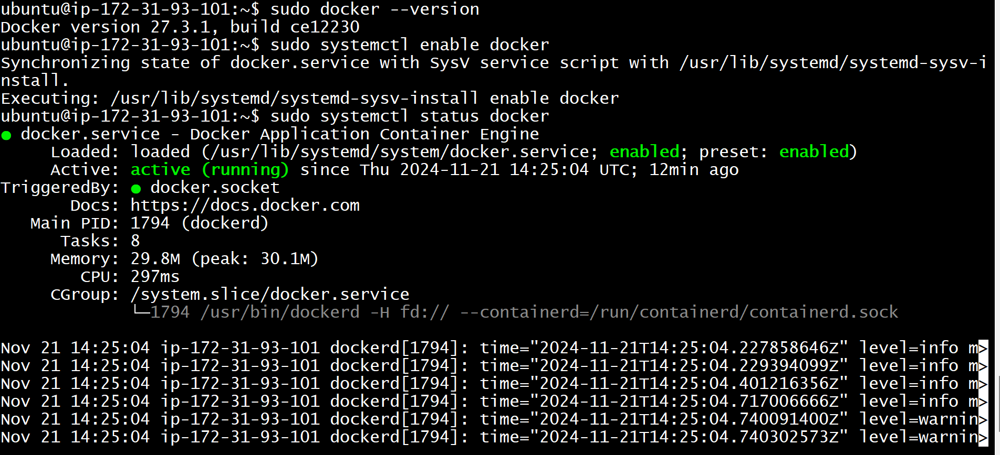 ubuntu@ip-172-31-93-101:~$ sudo docker --version
Docker version 27.3.1, build ce12230
ubuntu@ip-172-31-93-101:~$ sudo systemctl enable docker
Synchronizing state of docker.service with SysV service script with /usr/lib/systemd/systemd-sysv-i
nstall.
Executing: /usr/lib/systemd/systemd-sysv-install enable docker
ubuntu@ip-172-31-93-101:~$ sudo systemctl status docker
● docker.service - Docker Application Container Engine
     Loaded: loaded (/usr/lib/systemd/system/docker.service; enabled; preset: enabled)
     Active: active (running) since Thu 2024-11-21 14:25:04 UTC; 12min ago
TriggeredBy: ● docker.socket
       Docs: https://docs.docker.com
   Main PID: 1794 (dockerd)
      Tasks: 8
     Memory: 29.8M (peak: 30.1M)
        CPU: 297ms
     CGroup: /system.slice/docker.service
             └─1794 /usr/bin/dockerd -H fd:// --containerd=/run/containerd/containerd.sock

Nov 21 14:25:04 ip-172-31-93-101 dockerd[1794]: time="2024-11-21T14:25:04.227858646Z" level=info m>
Nov 21 14:25:04 ip-172-31-93-101 dockerd[1794]: time="2024-11-21T14:25:04.229394099Z" level=info m>
Nov 21 14:25:04 ip-172-31-93-101 dockerd[1794]: time="2024-11-21T14:25:04.401216356Z" level=info m>
Nov 21 14:25:04 ip-172-31-93-101 dockerd[1794]: time="2024-11-21T14:25:04.717006666Z" level=info m>
Nov 21 14:25:04 ip-172-31-93-101 dockerd[1794]: time="2024-11-21T14:25:04.740091400Z" level=warnin>
Nov 21 14:25:04 ip-172-31-93-101 dockerd[1794]: time="2024-11-21T14:25:04.740302573Z" level=warnin>